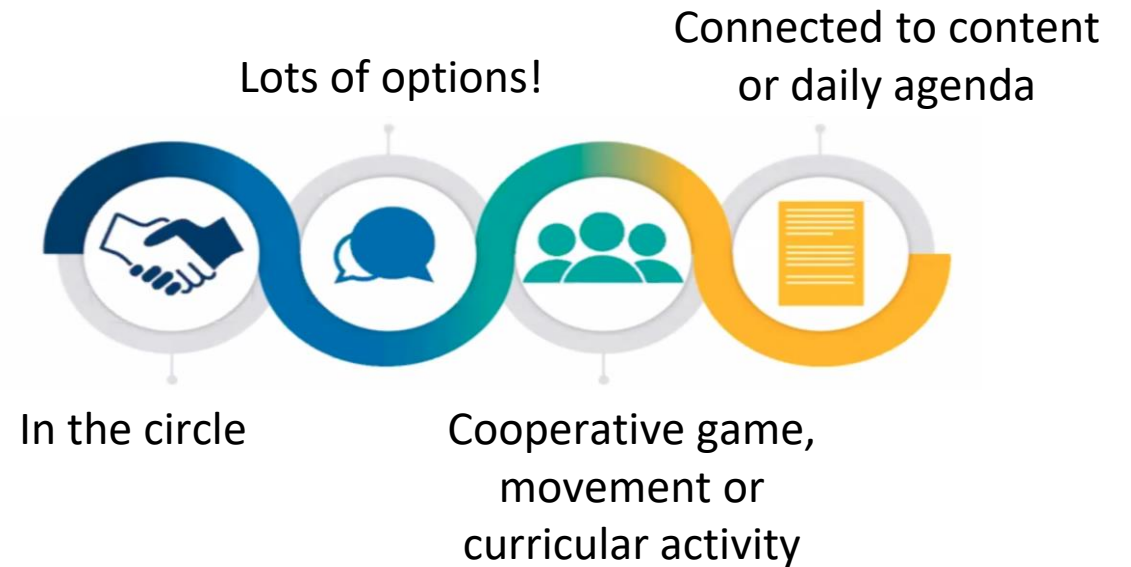 In the circle
Lots of options!
Cooperative game,
movement or
curricular activity
Connected to content
or daily agenda